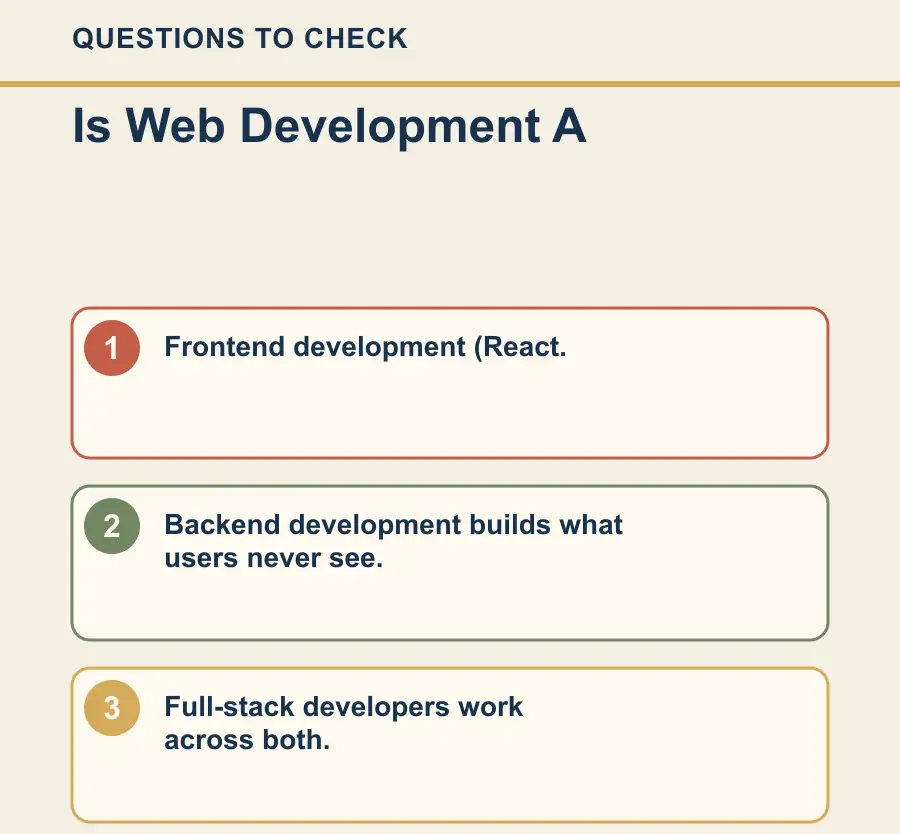 QUESTIONS TO CHECK
Is Web Development A
1
Frontend development (React.
2
Backend development builds what
users never see.
3
Full-stack developers work
across both.